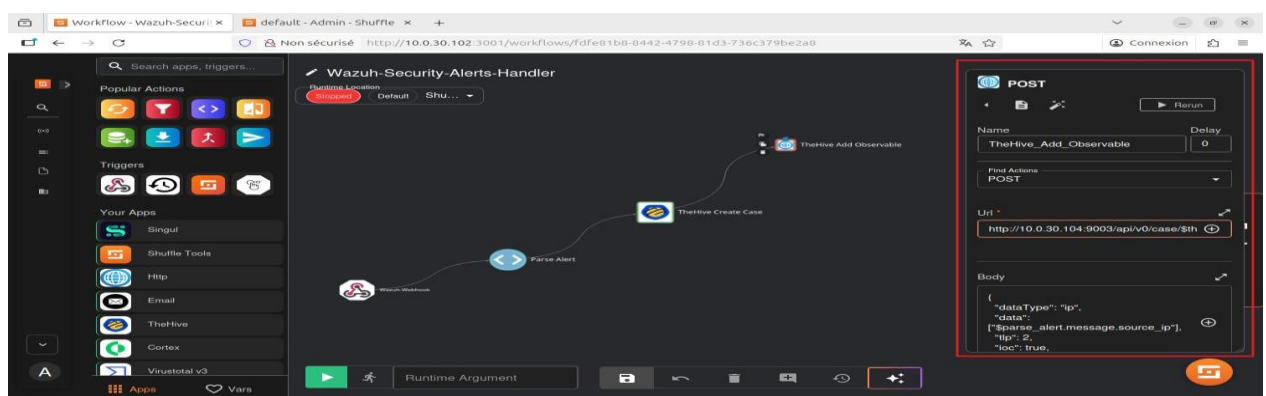 Workflow - Wazuh-Securit ×
default - Admin - Shuffle ×
Non sécurisé http://10.0.30.102:3001/workflows/fdfe81b8-8442-4798-81d3-736c379be2a8
Connexion
Search apps, triggers...
Popular Actions
Triggers
Your Apps
Singul
Shuffle Tools
Http
Email
TheHive
Cortex
Virustotal v3
Apps
Vars
A
Wazuh-Security-Alerts-Handler
Runtime Location
Stopped
Default
Shu...
TheHive Add Observable
TheHive Create Case
Parse Alert
Wazuh-Webhook
Runtime Argument
POST
Rerun
Name
Delay
TheHive_Add_Observable
0
Find Actions
POST
Url *
http://10.0.30.104:9003/api/v0/case/$th
Body
{
"dataType": "ip",
"data":
["$parse_alert.message.source_ip"],
"tlp": 2,
"ioc": true,